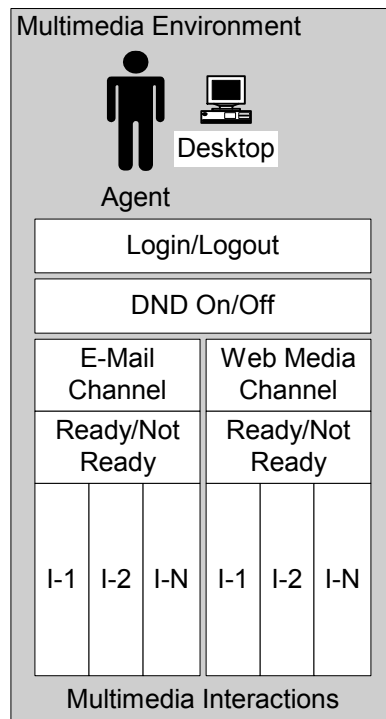 Multimedia Environment
Desktop
Agent
Login/Logout
DND On/Off
E-Mail
Channel
Web Media
Channel
Ready/Not
Ready
Ready/Not
Ready
I-1 I-2 I-N I-1 I-2 I-N
Multimedia Interactions